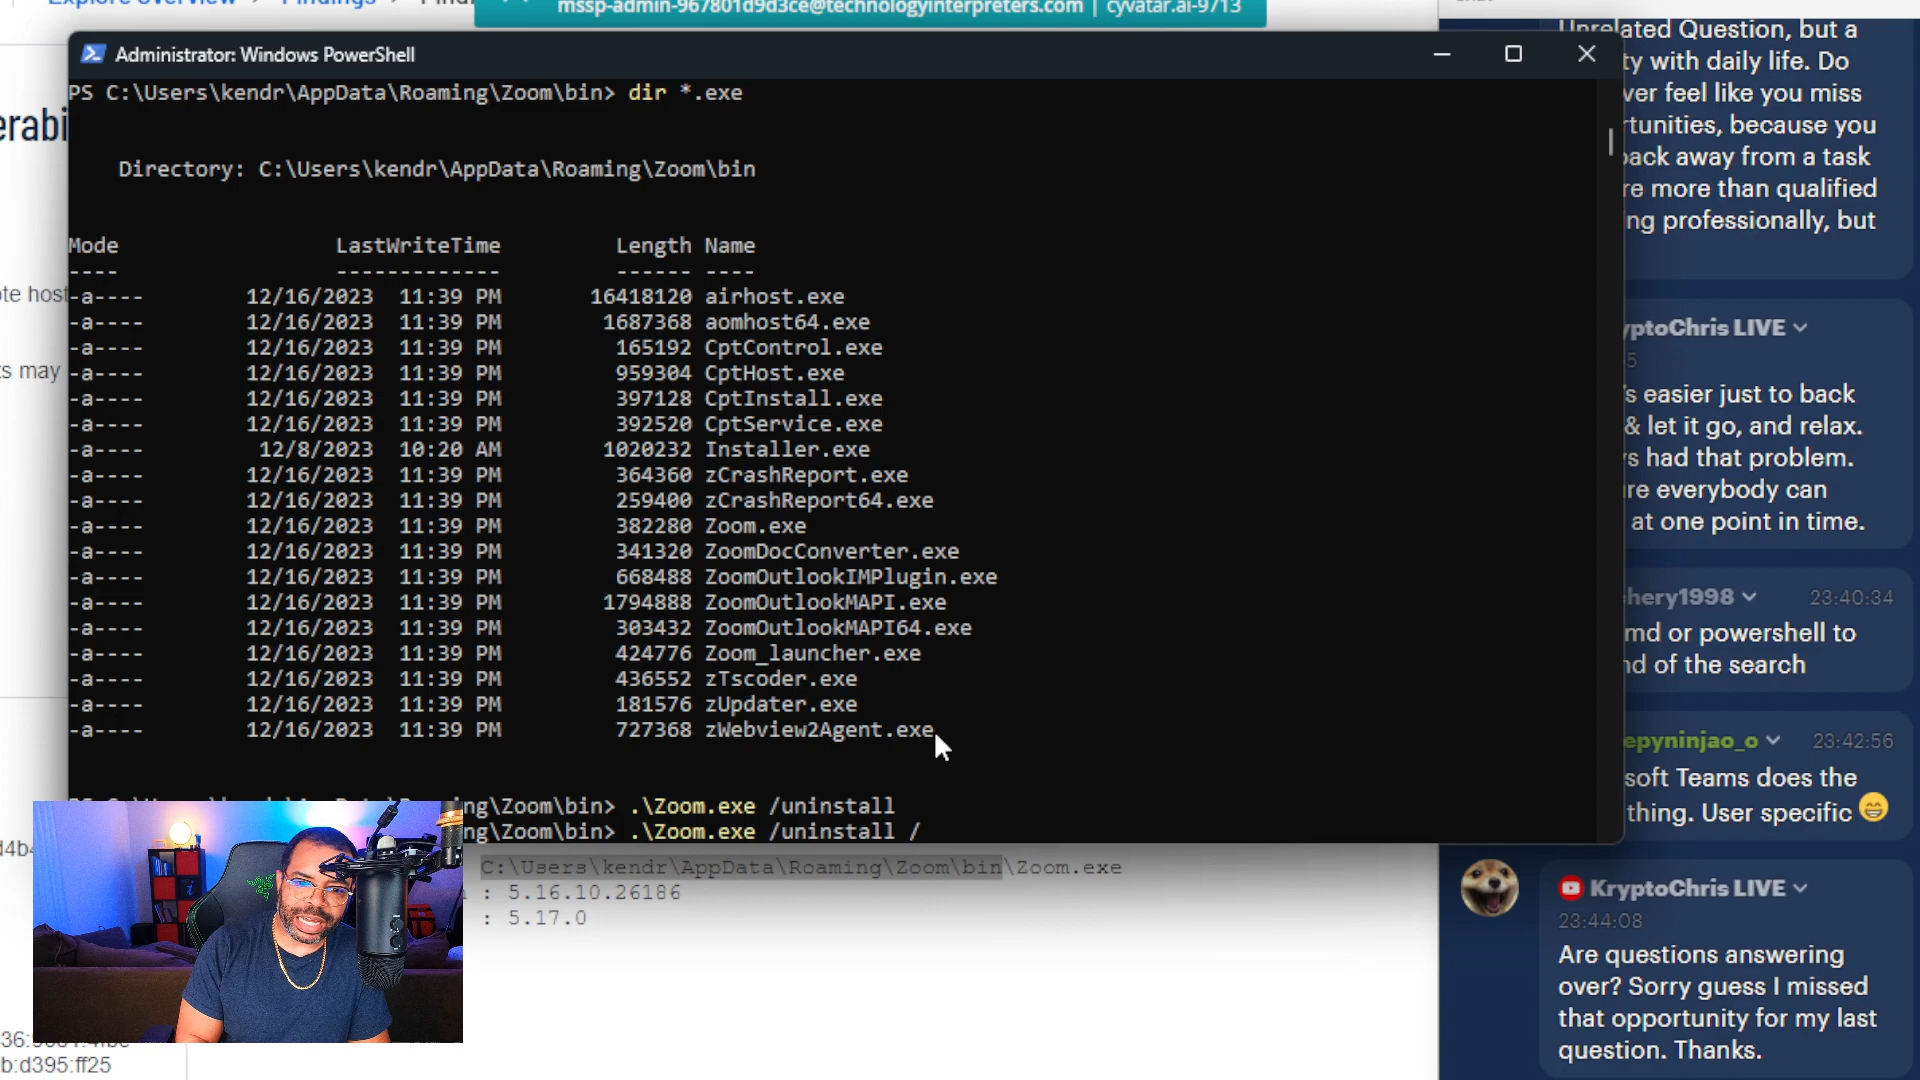 Explore Overview
Findings
mssp-admin-967801d9d3ce@technologyinterpreters.com | cyvatar.ai-9713
Administrator: Windows PowerShell
PS C:\Users\kendr\AppData\Roaming\Zoom\bin> dir *.exe
Directory: C:\Users\kendr\AppData\Roaming\Zoom\bin
Mode LastWriteTime Length Name
---- ------------- ------ ----
-a---- 12/16/2023 11:39 PM 16418120 airhost.exe
-a---- 12/16/2023 11:39 PM 1687368 aomhost64.exe
-a---- 12/16/2023 11:39 PM 165192 CptControl.exe
-a---- 12/16/2023 11:39 PM 959304 CptHost.exe
-a---- 12/16/2023 11:39 PM 397128 CptInstall.exe
-a---- 12/16/2023 11:39 PM 392520 CptService.exe
-a---- 12/8/2023 10:20 AM 1020232 Installer.exe
-a---- 12/16/2023 11:39 PM 364360 zCrashReport.exe
-a---- 12/16/2023 11:39 PM 259400 zCrashReport64.exe
-a---- 12/16/2023 11:39 PM 382280 Zoom.exe
-a---- 12/16/2023 11:39 PM 341320 ZoomDocConverter.exe
-a---- 12/16/2023 11:39 PM 668488 ZoomOutlookIMPlugin.exe
-a---- 12/16/2023 11:39 PM 1794888 ZoomOutlookMAPI.exe
-a---- 12/16/2023 11:39 PM 303432 ZoomOutlookMAPI64.exe
-a---- 12/16/2023 11:39 PM 424776 Zoom_launcher.exe
-a---- 12/16/2023 11:39 PM 436552 zTscoder.exe
-a---- 12/16/2023 11:39 PM 181576 zUpdater.exe
-a---- 12/16/2023 11:39 PM 727368 zWebview2Agent.exe
ng\Zoom\bin> .\Zoom.exe /uninstall
ng\Zoom\bin> .\Zoom.exe /uninstall /
C:\Users\kendr\AppData\Roaming\Zoom\bin\Zoom.exe
: 5.16.10.26186
: 5.17.0
erabi
te host
s may
b:d395:ff25
Unrelated Question, but a
ty with daily life. Do
ver feel like you miss
rtunities, because you
back away from a task
re more than qualified
ng professionally, but
yptoChris LIVE
s easier just to back
& let it go, and relax.
s had that problem.
re everybody can
at one point in time.
hery1998 23:40:34
md or powershell to
nd of the search
epyninjao_o 23:42:56
soft Teams does the
thing. User specific 😁
KryptoChris LIVE
23:44:08
Are questions answering
over? Sorry guess I missed
that opportunity for my last
question. Thanks.